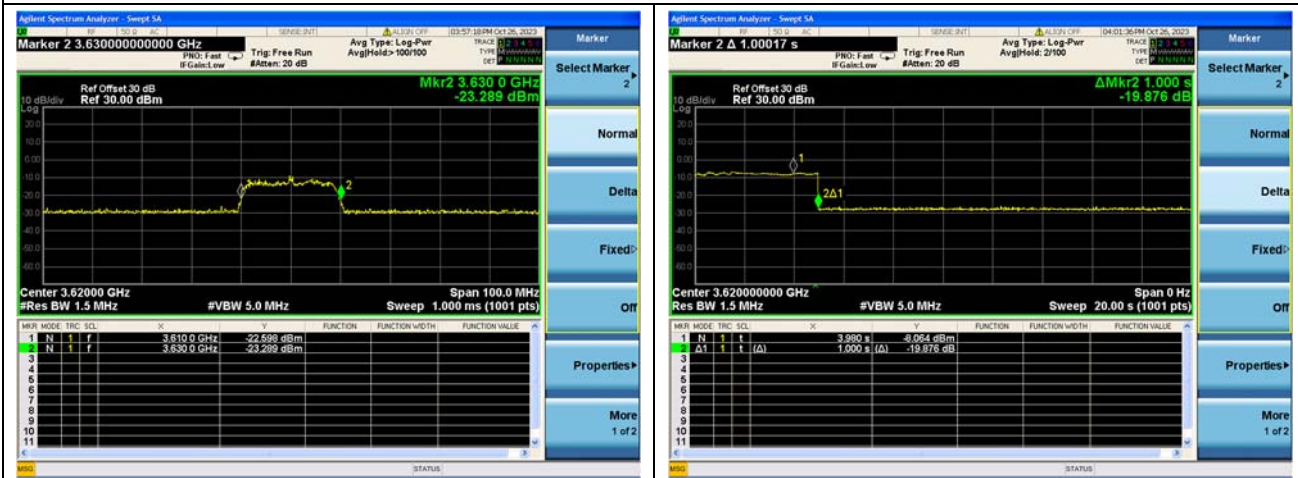 Agilent Spectrum Analyzer - Swept SA
RF 50 Ω AC SENSE:INT ALIGN OFF 03:57:18 PM Oct 26, 2023
Marker 2 3.630000000000 GHz
PNO: Fast
IFGain:Low
Trig: Free Run
#Atten: 20 dB
Avg Type: Log-Pwr
Avg|Hold:>100/100
TRACE 1 2 3 4 5 6
TYPE
DET P N N N N N
Ref Offset 30 dB
Ref 30.00 dBm
10 dB/div
Log
Mkr2 3.630 0 GHz
-23.289 dBm
20.0
10.0
0.00
-10.0
-20.0
-30.0
-40.0
-50.0
-60.0
2
Center 3.62000 GHz Span 100.0 MHz
#Res BW 1.5 MHz #VBW 5.0 MHz Sweep 1.000 ms (1001 pts)
MKR MODE TRC SCL X Y FUNCTION FUNCTION WIDTH FUNCTION VALUE
1 N 1 f 3.610 0 GHz -22.598 dBm
2 N 1 f 3.630 0 GHz -23.289 dBm
3
4
5
6
7
8
9
10
11
MSG STATUS
Marker
Select Marker
2
Normal
Delta
Fixed
Off
Properties
More
1 of 2
Agilent Spectrum Analyzer - Swept SA
RF 50 Ω AC SENSE:INT ALIGN OFF 04:01:36 PM Oct 26, 2023
Marker 2 Δ 1.00017 s
PNO: Fast
IFGain:Low
Trig: Free Run
#Atten: 20 dB
Avg Type: Log-Pwr
Avg|Hold: 2/100
TRACE 1 2 3 4 5 6
TYPE
DET P N N N N N
Ref Offset 30 dB
Ref 30.00 dBm
10 dB/div
Log
ΔMkr2 1.000 s
-19.876 dB
20.0
10.0
0.00
-10.0
-20.0
-30.0
-40.0
-50.0
-60.0
1
2Δ1
Center 3.620000000 GHz Span 0 Hz
Res BW 1.5 MHz #VBW 5.0 MHz Sweep 20.00 s (1001 pts)
MKR MODE TRC SCL X Y FUNCTION FUNCTION WIDTH FUNCTION VALUE
1 N 1 t 3.980 s -8.064 dBm
2 Δ1 1 t (Δ) 1.000 s (Δ) -19.876 dB
3
4
5
6
7
8
9
10
11
MSG STATUS
Marker
Select Marker
2
Normal
Delta
Fixed
Off
Properties
More
1 of 2